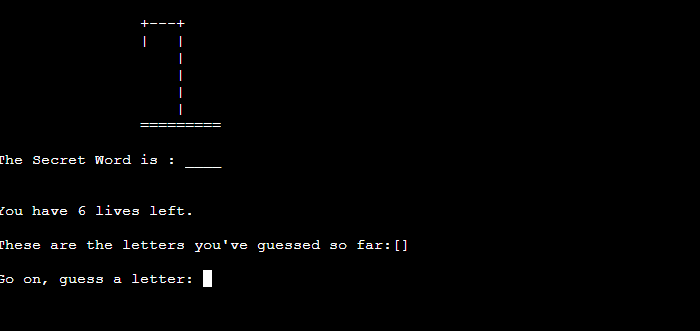 +---+
|   |
    |
    |
    |
    |
=========
The Secret Word is : ____
You have 6 lives left.
These are the letters you've guessed so far:[]
Go on, guess a letter: